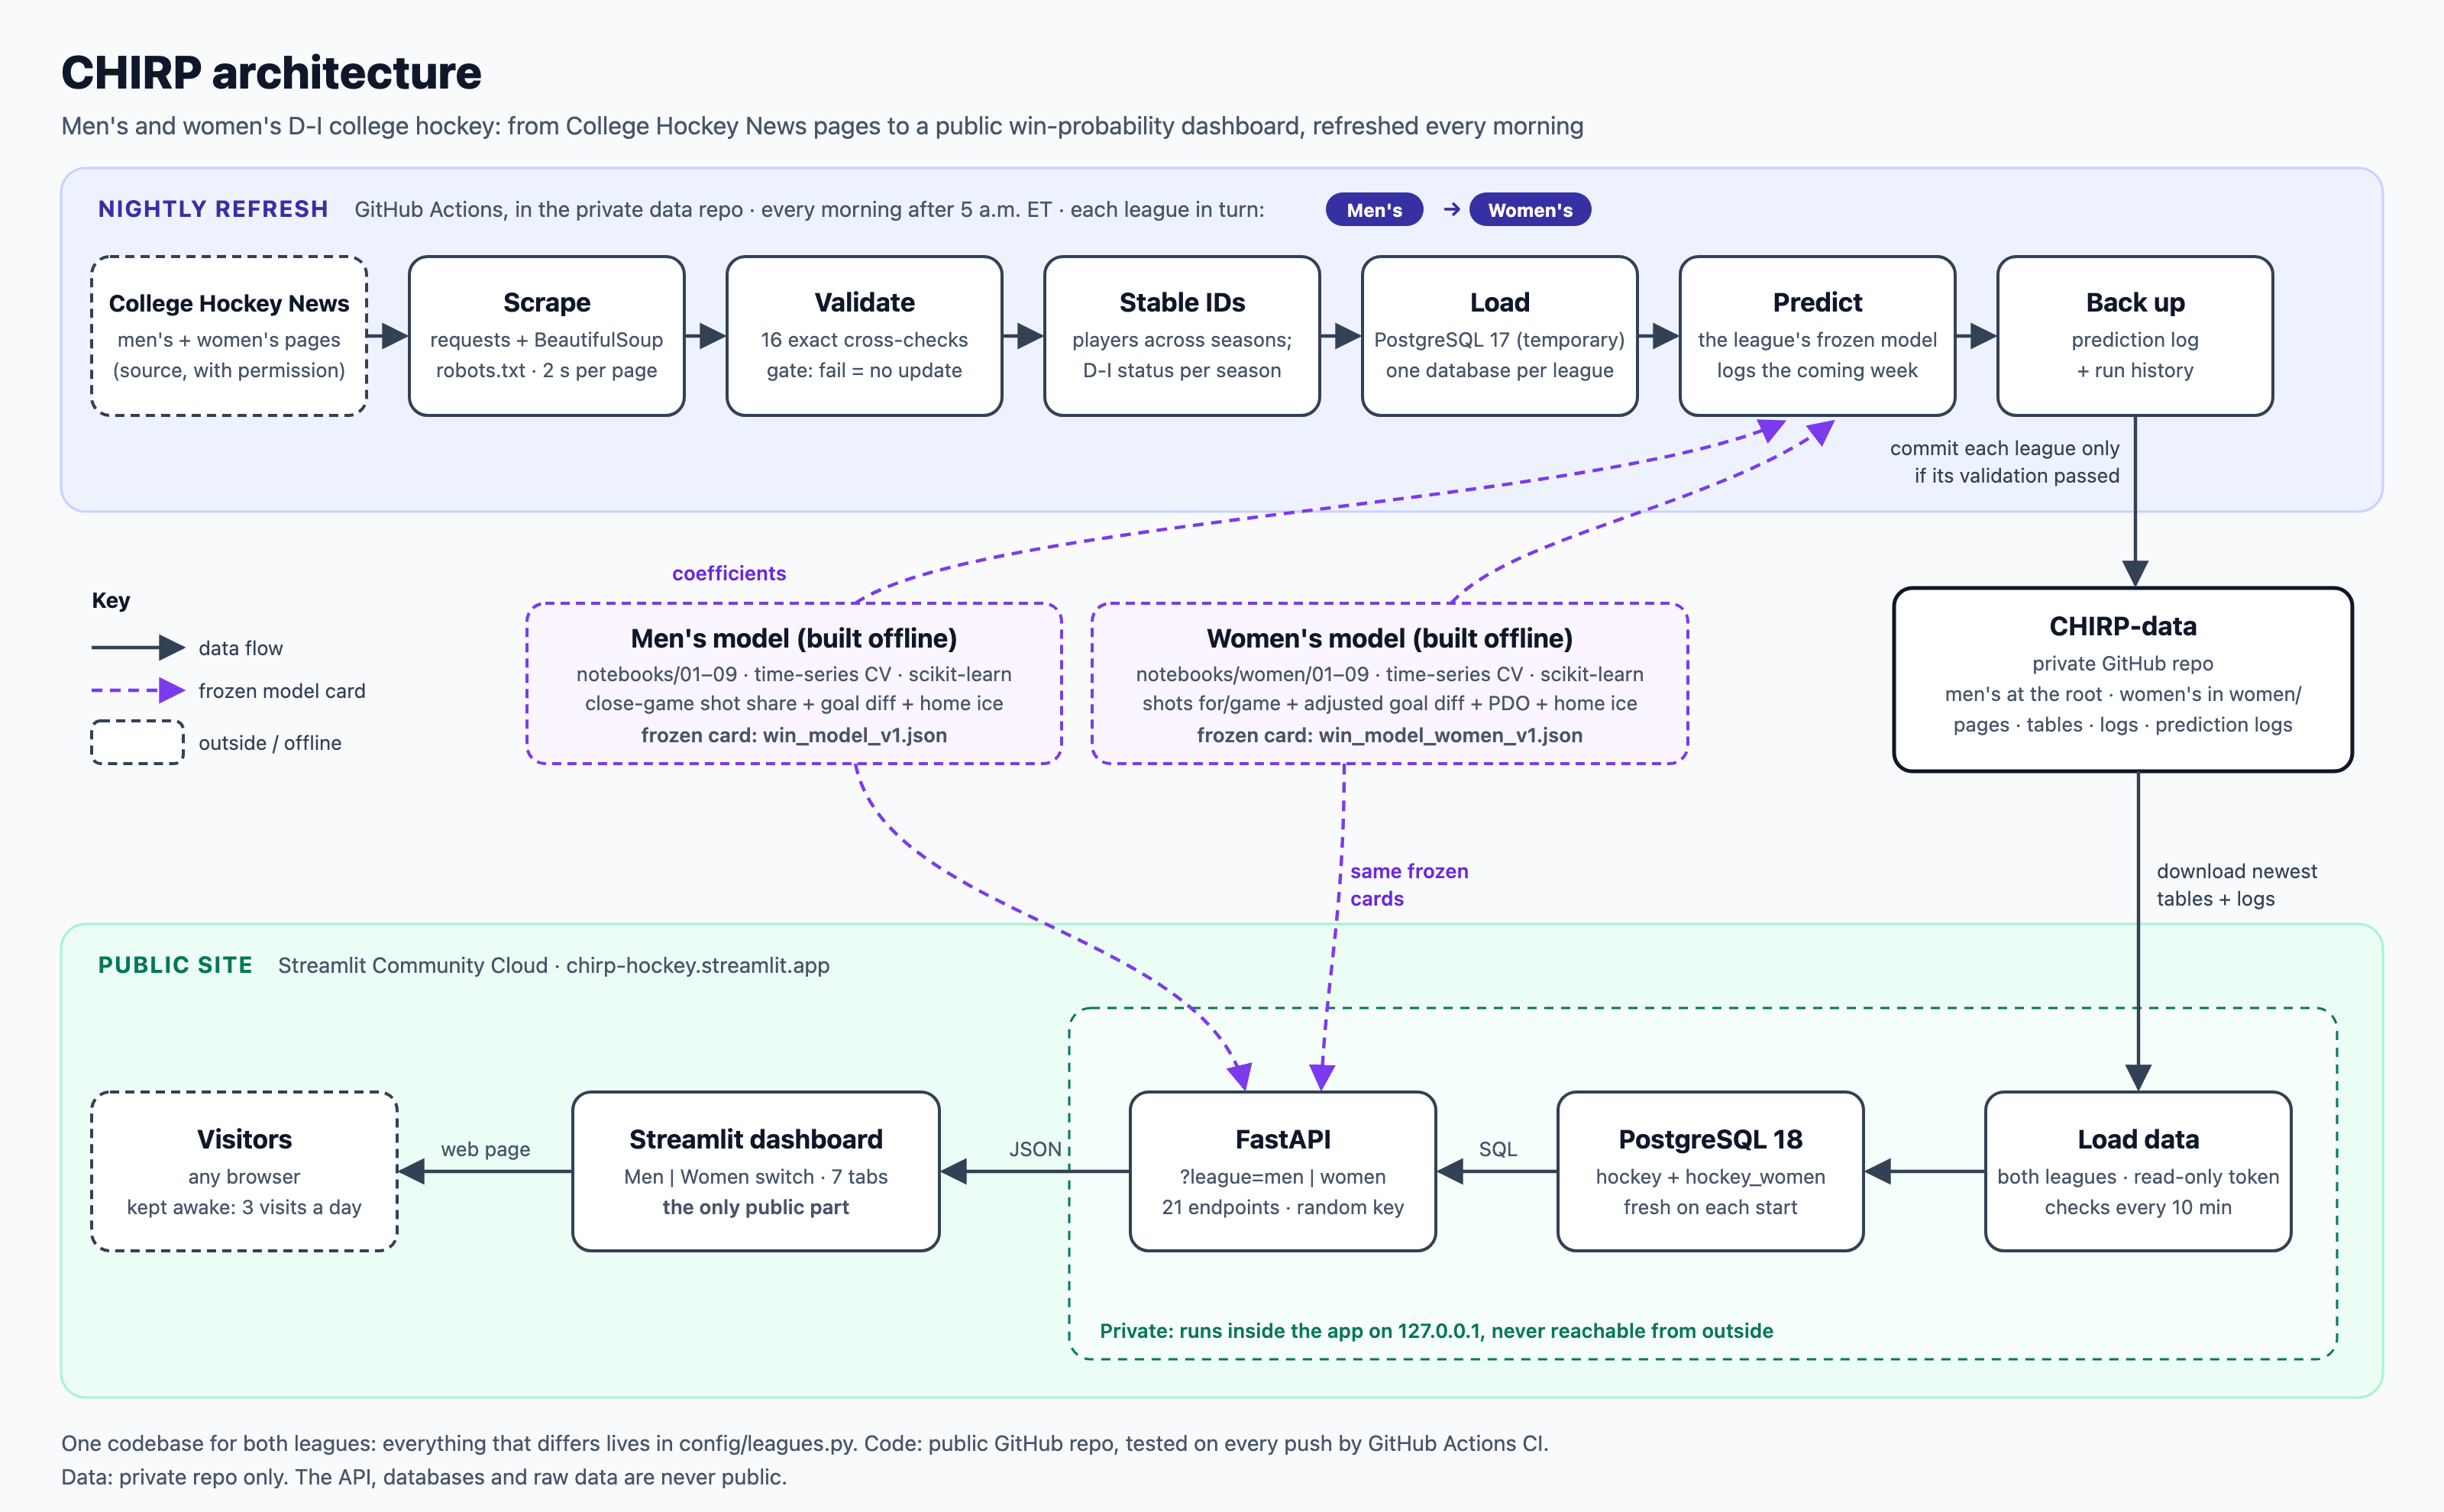 CHIRP architecture
Men's and women's D-I college hockey: from College Hockey News pages to a public win-probability dashboard, refreshed every morning
NIGHTLY REFRESH GitHub Actions, in the private data repo · every morning after 5 a.m. ET · each league in turn: Men's → Women's
College Hockey News
men's + women's pages
(source, with permission)
Scrape
requests + BeautifulSoup
robots.txt · 2 s per page
Validate
16 exact cross-checks
gate: fail = no update
Stable IDs
players across seasons;
D-I status per season
Load
PostgreSQL 17 (temporary)
one database per league
Predict
the league's frozen model
logs the coming week
Back up
prediction log
+ run history
commit each league only
if its validation passed
coefficients
Key
data flow
frozen model card
outside / offline
Men's model (built offline)
notebooks/01–09 · time-series CV · scikit-learn
close-game shot share + goal diff + home ice
frozen card: win_model_v1.json
Women's model (built offline)
notebooks/women/01–09 · time-series CV · scikit-learn
shots for/game + adjusted goal diff + PDO + home ice
frozen card: win_model_women_v1.json
CHIRP-data
private GitHub repo
men's at the root · women's in women/
pages · tables · logs · prediction logs
same frozen
cards
download newest
tables + logs
PUBLIC SITE Streamlit Community Cloud · chirp-hockey.streamlit.app
Visitors
any browser
kept awake: 3 visits a day
web page
Streamlit dashboard
Men | Women switch · 7 tabs
the only public part
JSON
FastAPI
?league=men | women
21 endpoints · random key
SQL
PostgreSQL 18
hockey + hockey_women
fresh on each start
Load data
both leagues · read-only token
checks every 10 min
Private: runs inside the app on 127.0.0.1, never reachable from outside
One codebase for both leagues: everything that differs lives in config/leagues.py. Code: public GitHub repo, tested on every push by GitHub Actions CI.
Data: private repo only. The API, databases and raw data are never public.